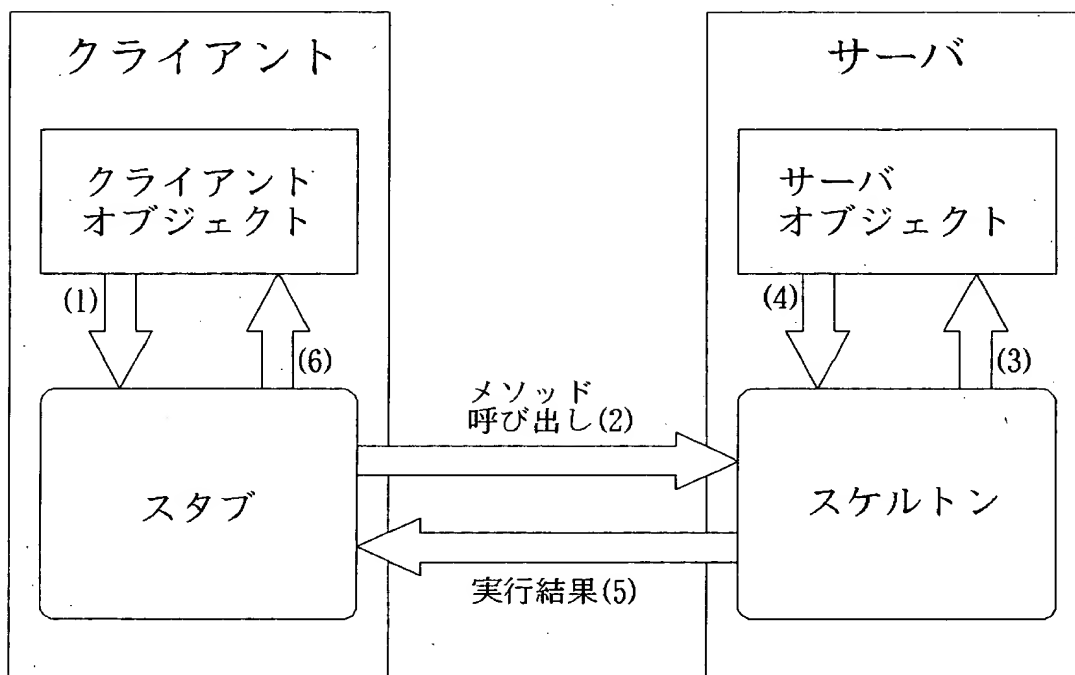 クライアント
サーバ
クライアント
オブジェクト
サーバ
オブジェクト
(1)
(6)
(4)
(3)
メソッド
呼び出し(2)
スタブ
スケルトン
実行結果(5)